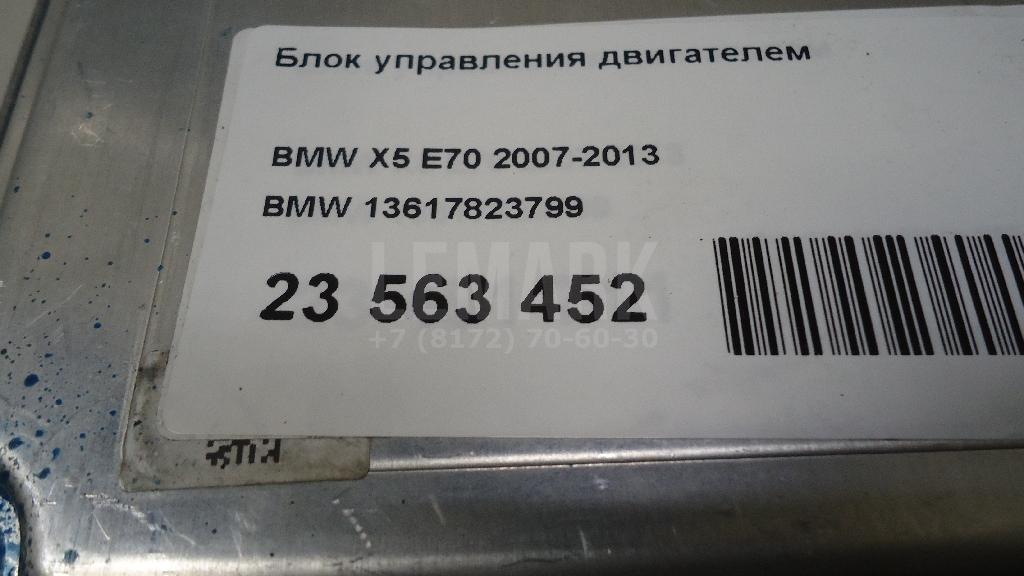 Блок управления двигателем
BMW X5 E70 2007-2013
BMW 13617823799
LEMARK
23 563 452
+7 (8172) 70-60-30